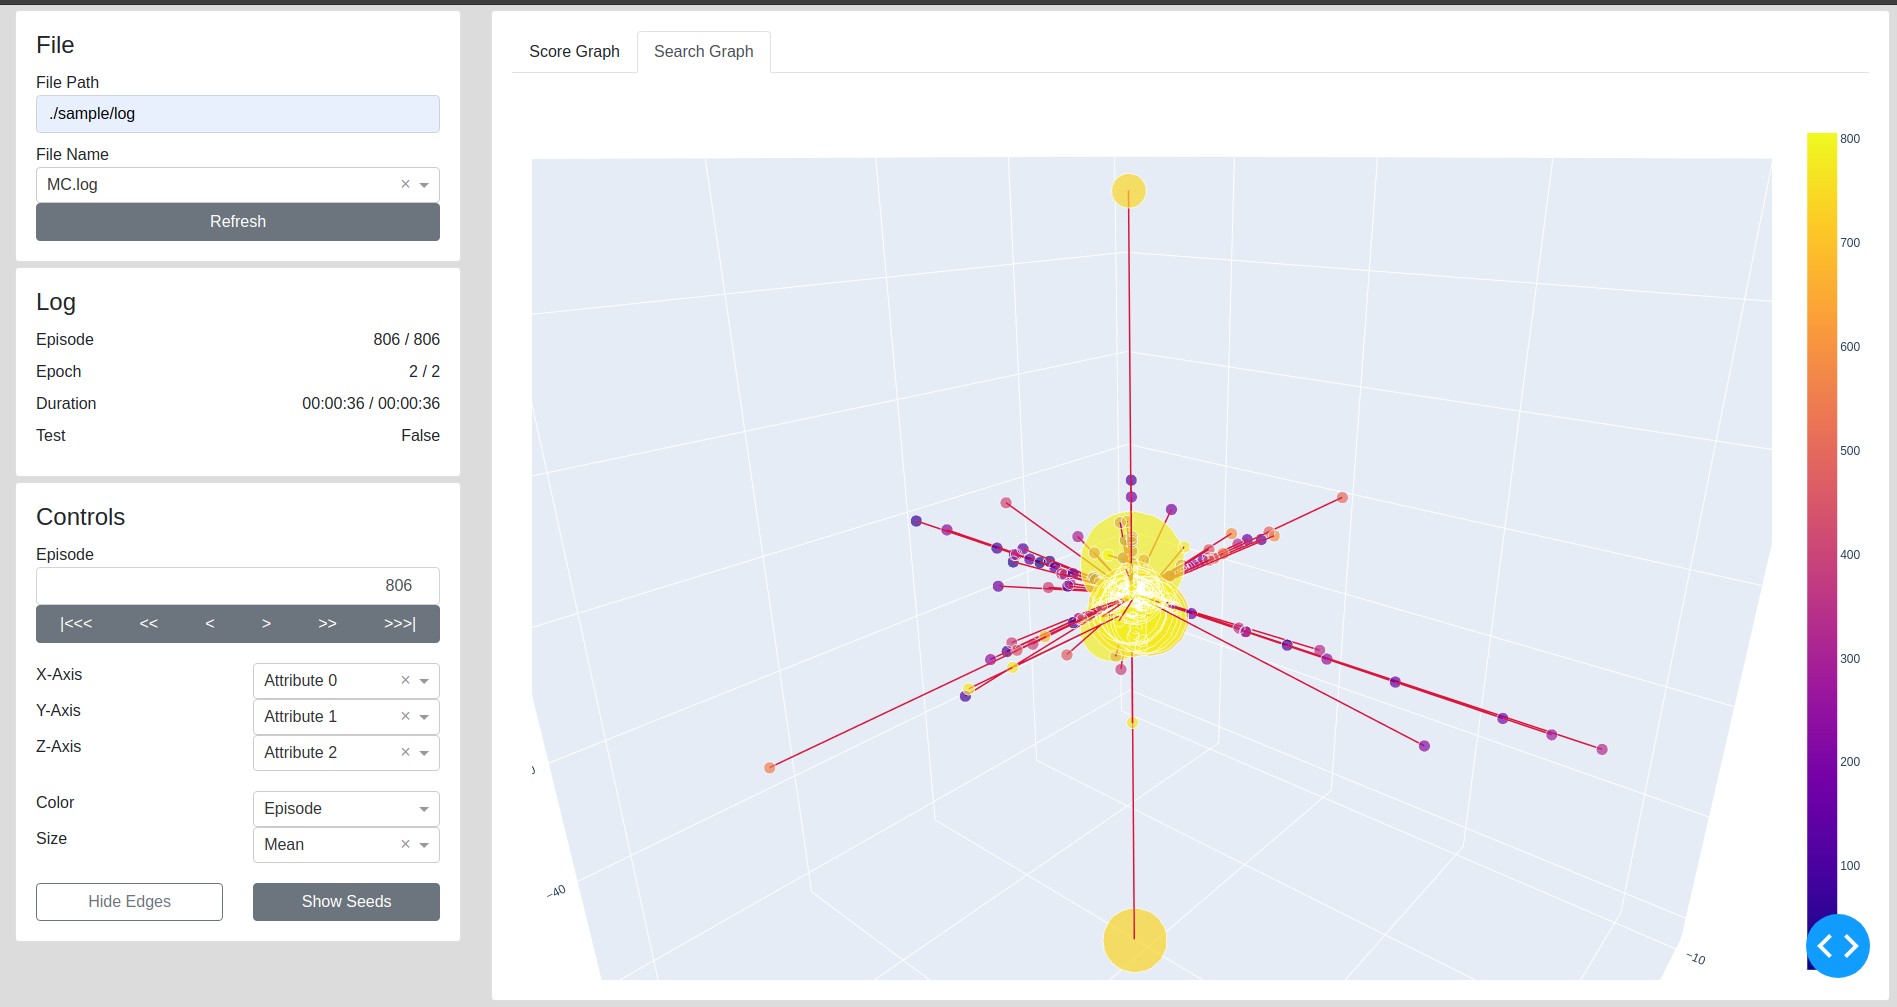 File
File Path
./sample/log
File Name
MC.log
Refresh
Log
Episode 806 / 806
Epoch 2 / 2
Duration 00:00:36 / 00:00:36
Test False
Controls
Episode
806
|<<< << < > >> >>>|
X-Axis Attribute 0
Y-Axis Attribute 1
Z-Axis Attribute 2
Color Episode
Size Mean
Hide Edges Show Seeds
Score Graph Search Graph
800
700
600
500
400
300
200
100
−40
−10